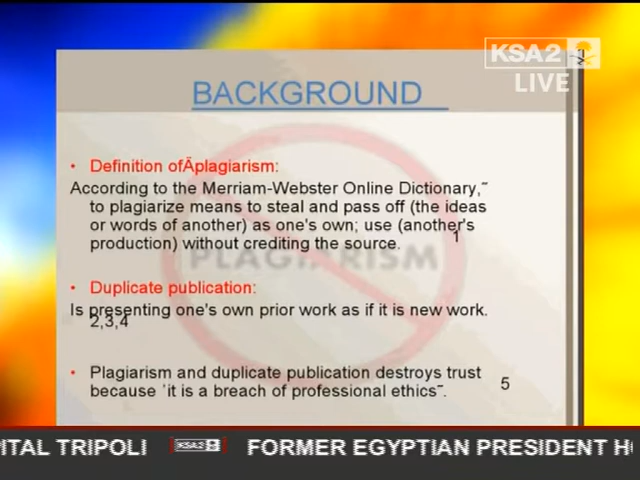 KSA2
LIVE
BACKGROUND
• Definition ofÄplagiarism:
According to the Merriam-Webster Online Dictionary,˜
to plagiarize means to steal and pass off (the ideas
or words of another) as one's own; use (another's
production) without crediting the source.
1
PLAGIARISM
• Duplicate publication:
Is presenting one's own prior work as if it is new work.
2,3,4
• Plagiarism and duplicate publication destroys trust
because ˙it is a breach of professional ethics˜.
5
PITAL TRIPOLI KSA2 FORMER EGYPTIAN PRESIDENT H